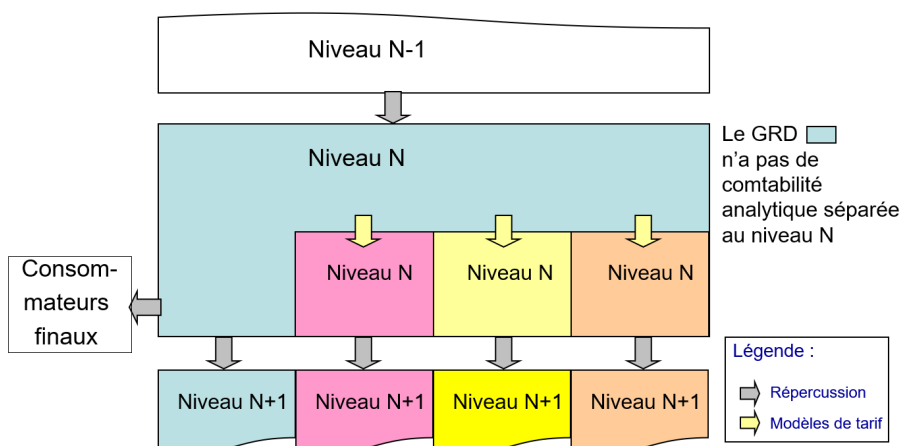 Niveau N-1
Niveau N
Le GRD
n'a pas de
comtabilité
analytique séparée
au niveau N
Niveau N
Niveau N
Niveau N
Consom-
mateurs
finaux
Niveau N+1
Niveau N+1
Niveau N+1
Niveau N+1
Légende :
Répercussion
Modèles de tarif